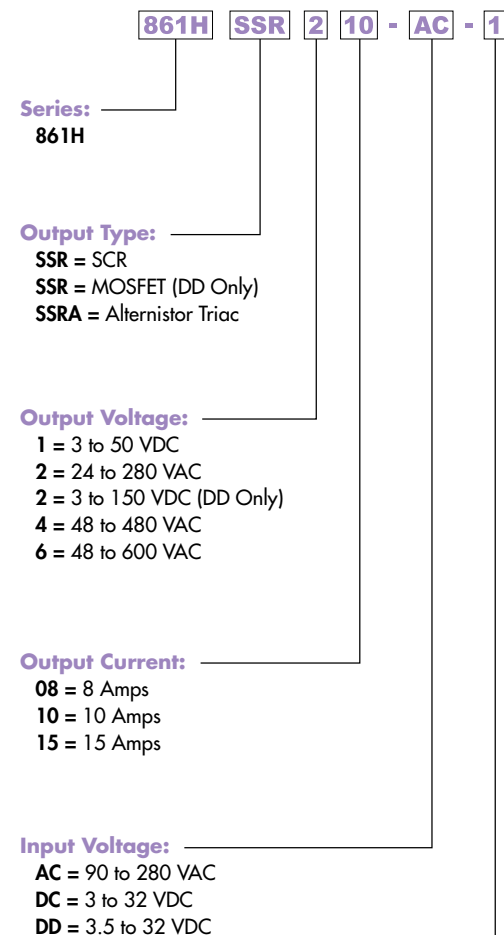 861H SSR 2 10 - AC - 1
Series:
861H
Output Type:
SSR = SCR
SSR = MOSFET (DD Only)
SSRA = Alternistor Triac
Output Voltage:
1 = 3 to 50 VDC
2 = 24 to 280 VAC
2 = 3 to 150 VDC (DD Only)
4 = 48 to 480 VAC
6 = 48 to 600 VAC
Output Current:
08 = 8 Amps
10 = 10 Amps
15 = 15 Amps
Input Voltage:
AC = 90 to 280 VAC
DC = 3 to 32 VDC
DD = 3.5 to 32 VDC